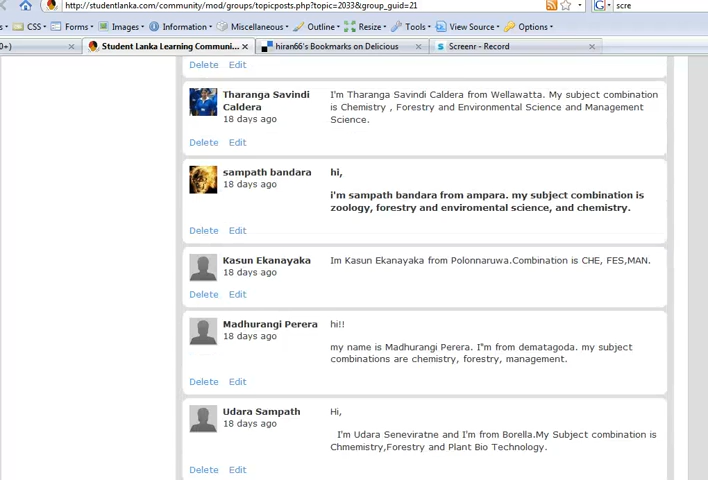 http://studentlanka.com/community/mod/groups/topicposts.php?topic=2033&group_guid=21
scre
CSS Forms Images Information Miscellaneous Outline Resize Tools View Source Options
0+) Student Lanka Learning Communi... hiran66's Bookmarks on Delicious Screenr - Record
Delete Edit
Tharanga Savindi
Caldera
18 days ago
I'm Tharanga Savindi Caldera from Wellawatta. My subject combination
is Chemistry , Forestry and Environmental Science and Management
Science.
Delete Edit
sampath bandara
18 days ago
hi,
i'm sampath bandara from ampara. my subject combination is
zoology, forestry and enviromental science, and chemistry.
Delete Edit
Kasun Ekanayaka
18 days ago
Im Kasun Ekanayaka from Polonnaruwa.Combination is CHE, FES,MAN.
Delete Edit
Madhurangi Perera
18 days ago
hi!!
my name is Madhurangi Perera. I"m from dematagoda. my subject
combinations are chemistry, forestry, management.
Delete Edit
Udara Sampath
18 days ago
Hi,
I'm Udara Seneviratne and I'm from Borella.My Subject combination is
Chmemistry,Forestry and Plant Bio Technology.
Delete Edit